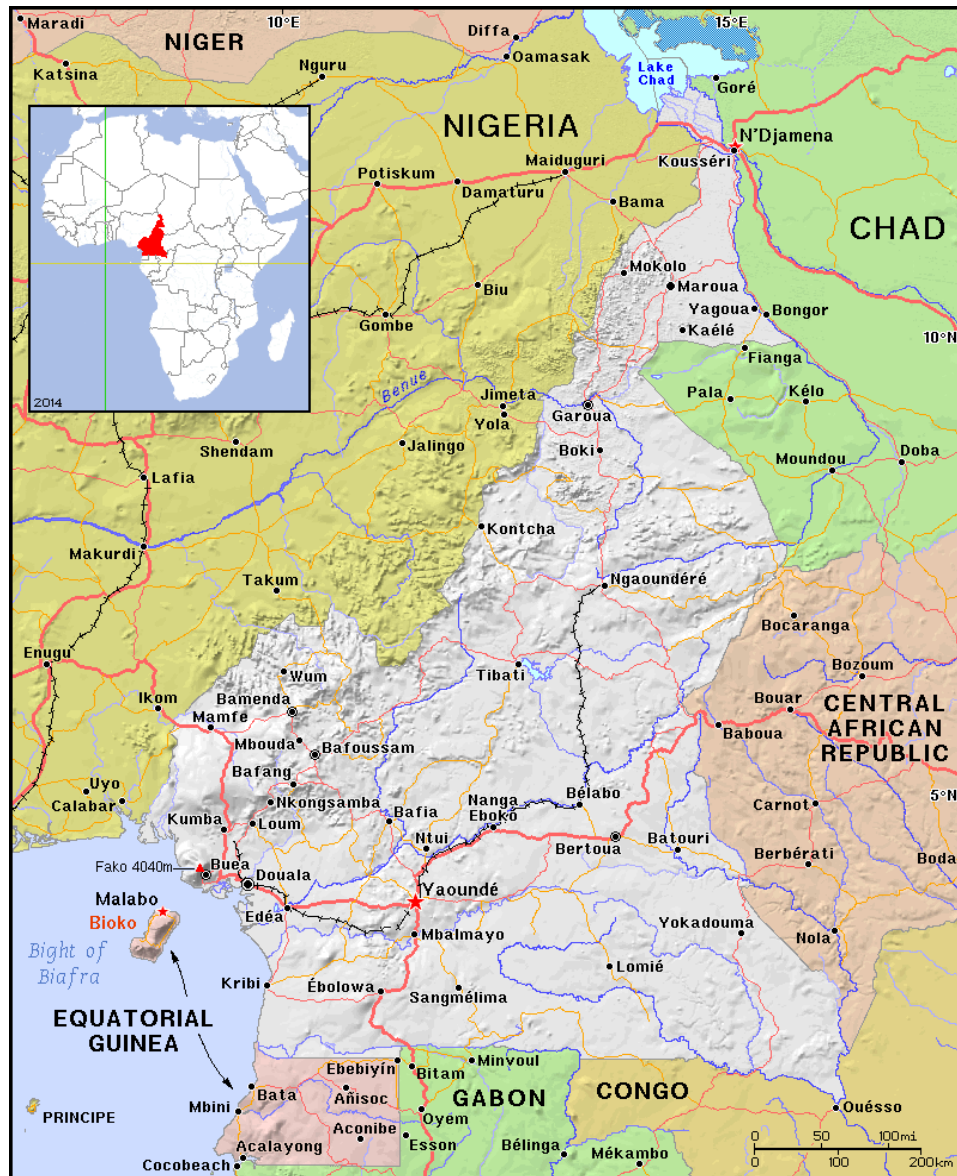 10°E
15°E
Maradi
NIGER
Diffa
Oamasak
Katsina
Nguru
Lake
Chad
Goré
NIGERIA
N'Djamena
Kousséri
Maiduguri
Potiskum
Damaturu
Bama
CHAD
Mokolo
Maroua
Biu
Yagoua
Bongor
Gombe
Kaélé
10°N
Fianga
2014
Benue
Jimeta
Yola
Garoua
Pala
Kélo
Shendam
Jalingo
Boki
Moundou
Doba
Lafia
Kontcha
Makurdi
Takum
Ngaoundéré
Bocaranga
Enugu
Wum
Tibati
Bozoum
Ikom
Bamenda
Mamfe
Bouar
CENTRAL
AFRICAN
REPUBLIC
Baboua
Mbouda
Bafoussam
Bafang
Uyo
Calabar
Nkongsamba
Bafia
Nanga
Eboko
Bélabo
Carnot
5°N
Kumba
Loum
Ntui
Bertoua
Batouri
Berbérati
Boda
Fako 4040m
Buea
Douala
Yaoundé
Malabo
Bioko
Edéa
Mbalmayo
Yokadouma
Nola
Bight of
Biafra
Lomié
Kribi
Ébolowa
Sangmélima
EQUATORIAL
GUINEA
Ebebiyín
Minvoul
Bitam
Bata
Añisoc
GABON
CONGO
PRINCIPE
Mbini
Oyem
Ouésso
Aconibe
Esson
Acalayong
Bélinga
Mékambo
Cocobeach
0 50 100mi
0 100 200km